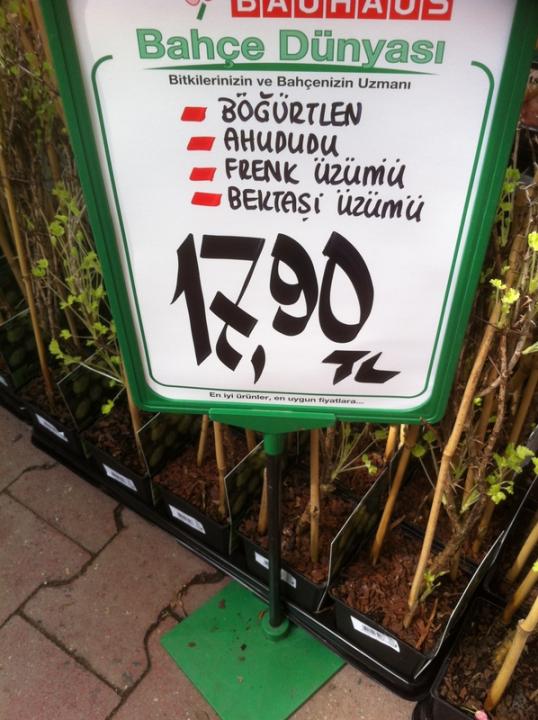 BAUHAUS
Bahçe Dünyası
Bitkilerinizin ve Bahçenizin Uzmanı
BÖĞÜRTLEN
AHUDUDU
FRENK ÜZÜMÜ
BEKTAŞİ ÜZÜMÜ
17,90
TL
En iyi ürünler, en uygun fiyatlara...